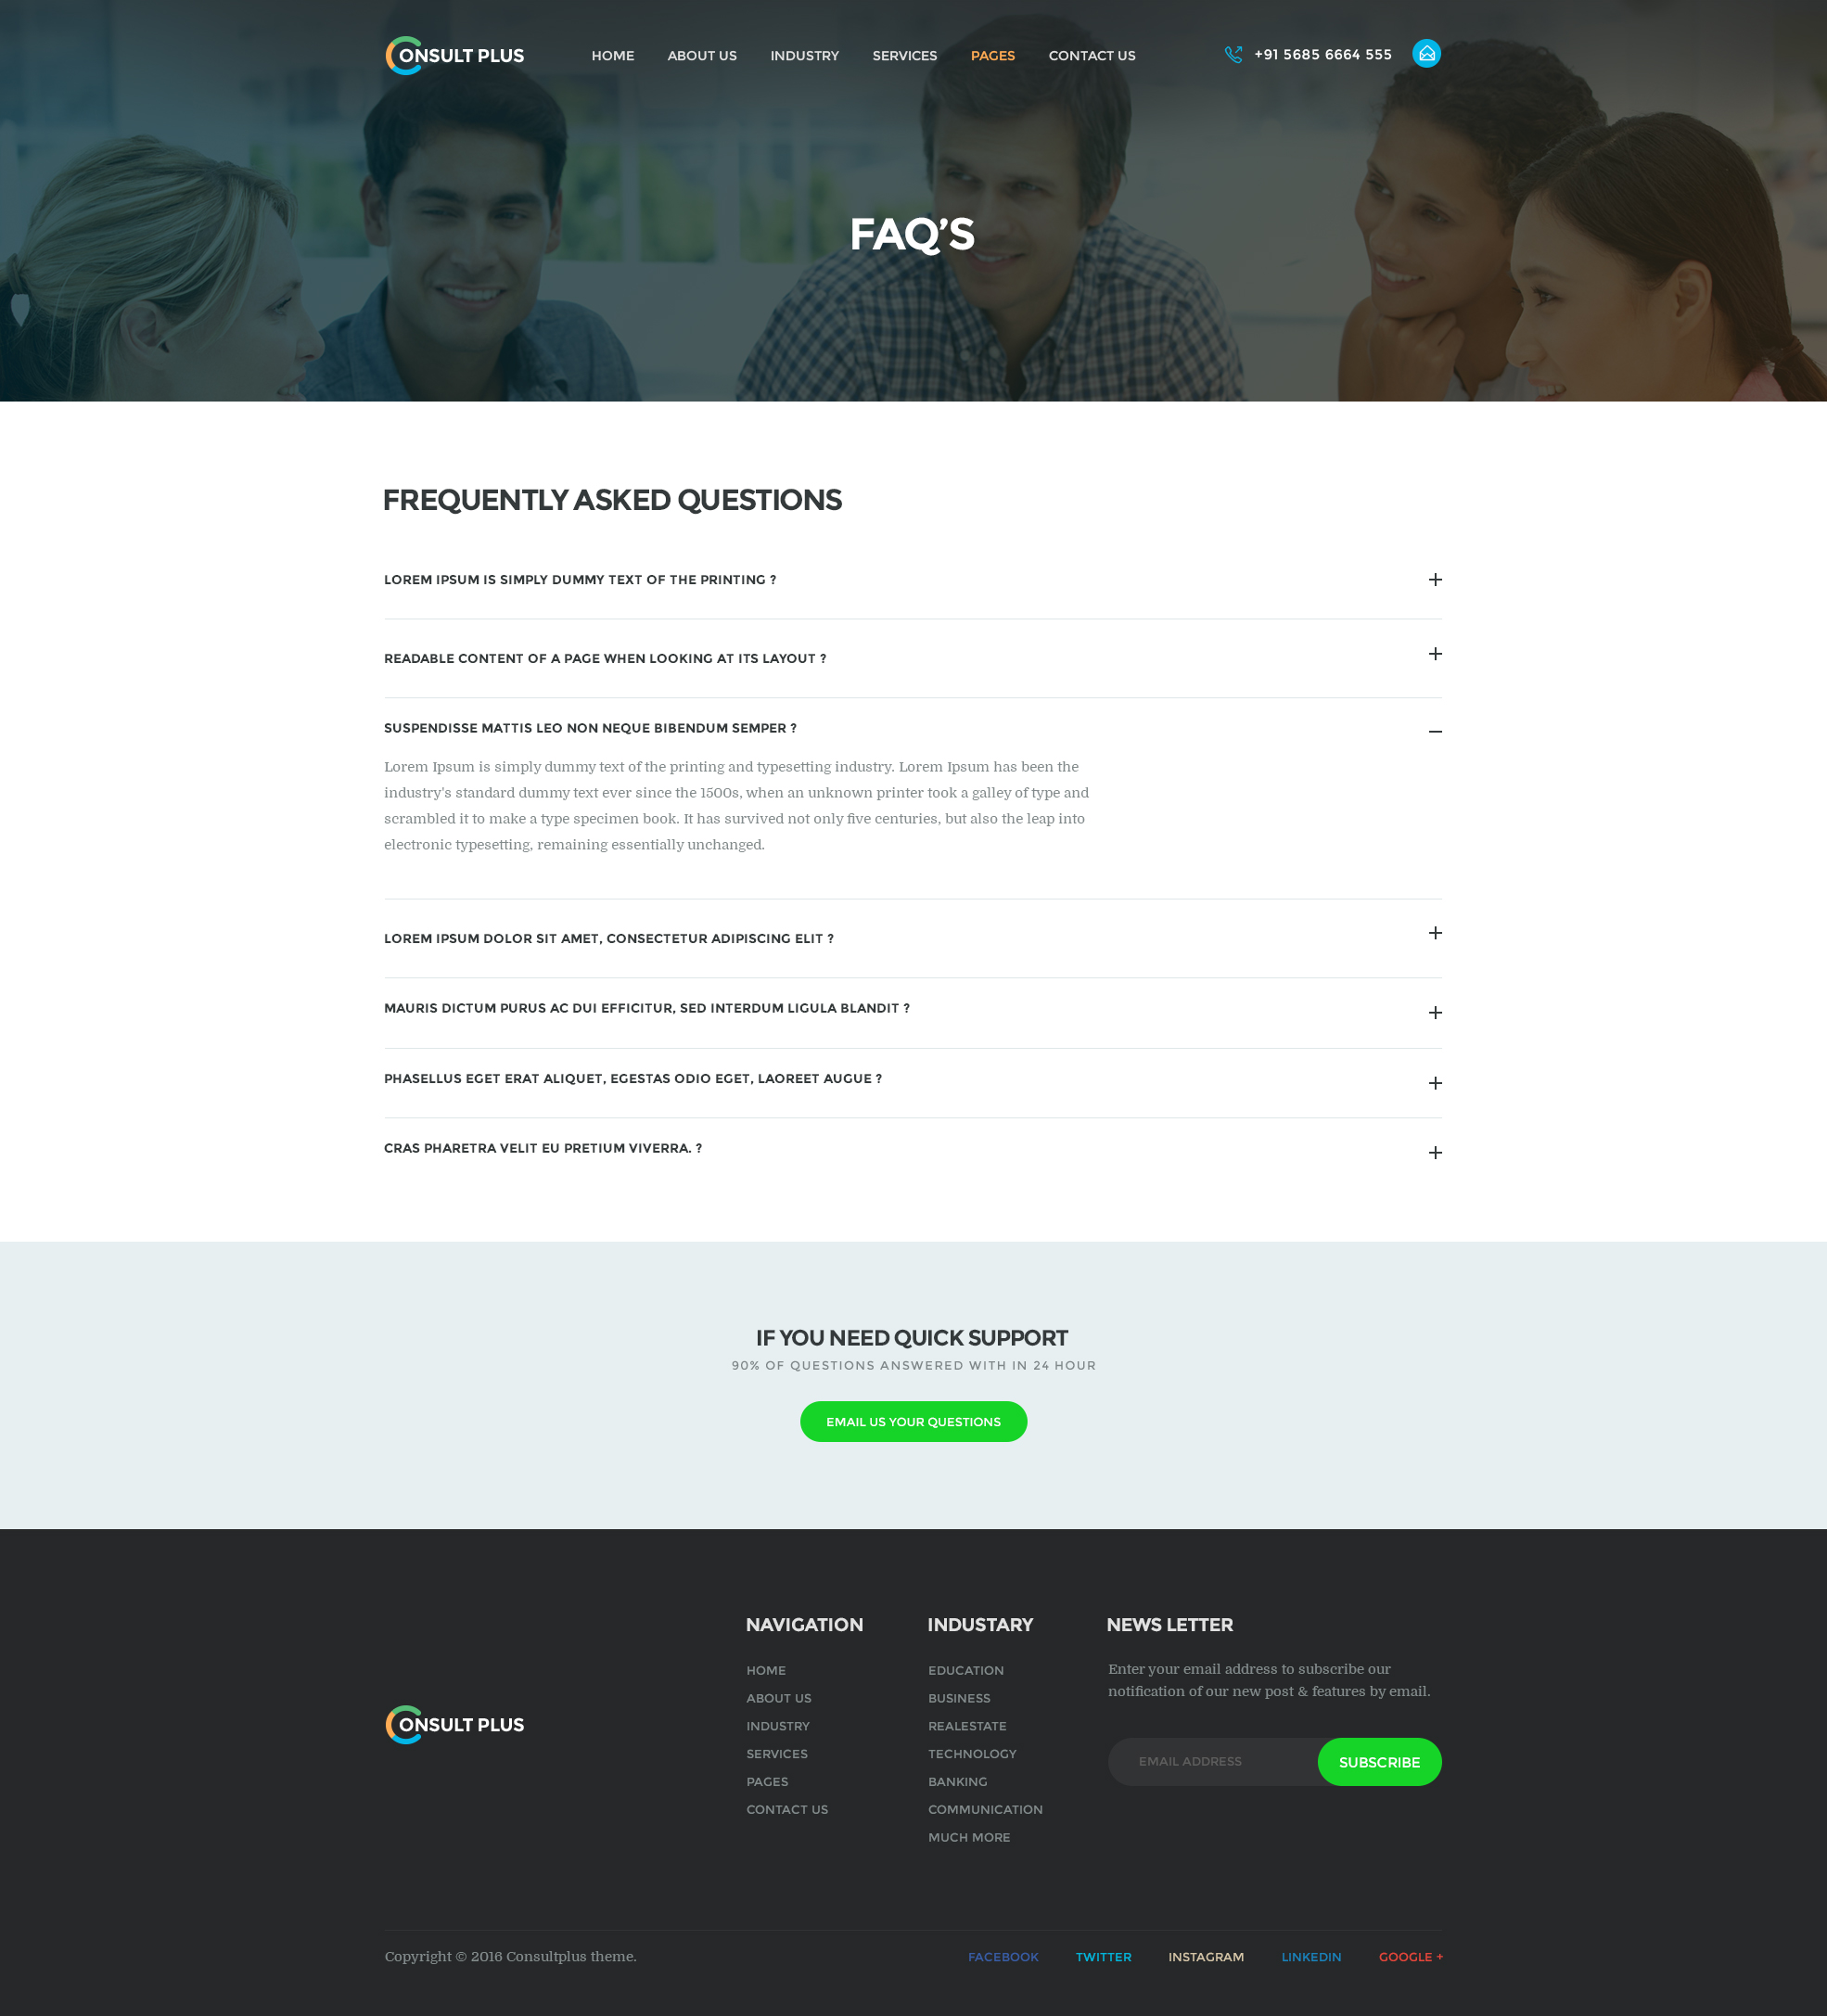 ONSULT PLUS
HOME ABOUT US INDUSTRY SERVICES PAGES CONTACT US
+91 5685 6664 555
FAQ’S
FREQUENTLY ASKED QUESTIONS
LOREM IPSUM IS SIMPLY DUMMY TEXT OF THE PRINTING ?
READABLE CONTENT OF A PAGE WHEN LOOKING AT ITS LAYOUT ?
SUSPENDISSE MATTIS LEO NON NEQUE BIBENDUM SEMPER ?
Lorem Ipsum is simply dummy text of the printing and typesetting industry. Lorem Ipsum has been the
industry's standard dummy text ever since the 1500s, when an unknown printer took a galley of type and
scrambled it to make a type specimen book. It has survived not only five centuries, but also the leap into
electronic typesetting, remaining essentially unchanged.
LOREM IPSUM DOLOR SIT AMET, CONSECTETUR ADIPISCING ELIT ?
MAURIS DICTUM PURUS AC DUI EFFICITUR, SED INTERDUM LIGULA BLANDIT ?
PHASELLUS EGET ERAT ALIQUET, EGESTAS ODIO EGET, LAOREET AUGUE ?
CRAS PHARETRA VELIT EU PRETIUM VIVERRA. ?
IF YOU NEED QUICK SUPPORT
90% OF QUESTIONS ANSWERED WITH IN 24 HOUR
EMAIL US YOUR QUESTIONS
ONSULT PLUS
NAVIGATION
HOME
ABOUT US
INDUSTRY
SERVICES
PAGES
CONTACT US
INDUSTARY
EDUCATION
BUSINESS
REALESTATE
TECHNOLOGY
BANKING
COMMUNICATION
MUCH MORE
NEWS LETTER
Enter your email address to subscribe our
notification of our new post & features by email.
EMAIL ADDRESS
SUBSCRIBE
Copyright © 2016 Consultplus theme.
FACEBOOK TWITTER INSTAGRAM LINKEDIN GOOGLE +